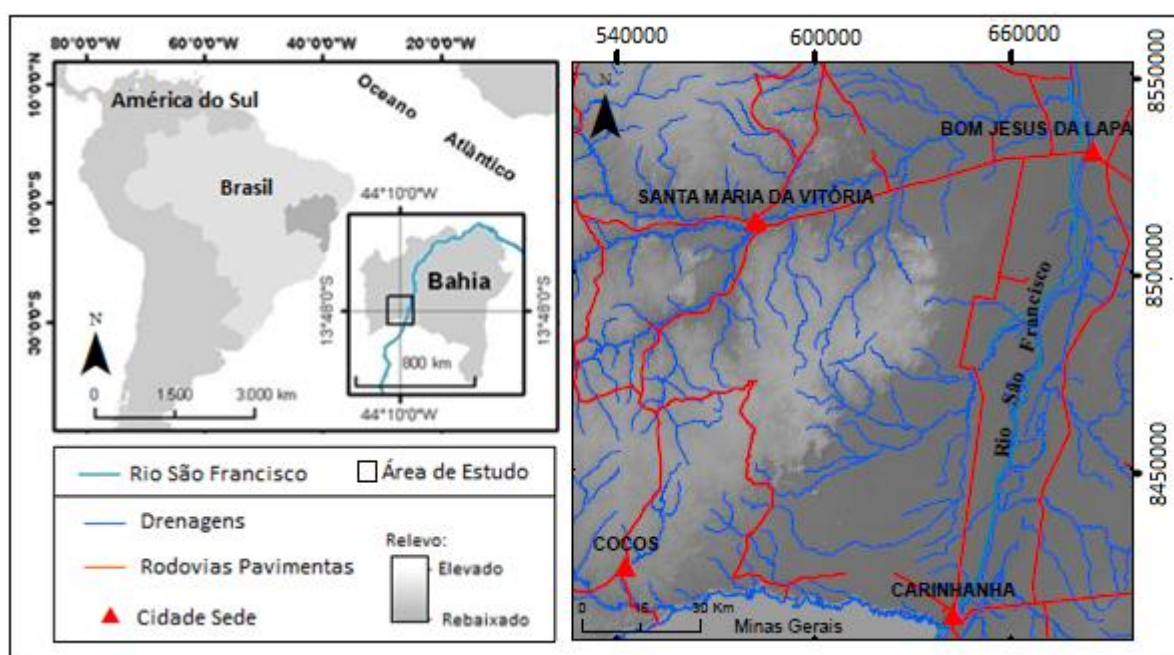 80°0'0"W 60°0'0"W 40°0'0"W 20°0'0"W
10°0'0"N
10°0'0"S
30°0'0"S
América do Sul
Oceano
Atlântico
Brasil
44°10'0"W
Bahia
13°48'0"S
13°48'0"S
800 km
44°10'0"W
N
0 1.500 3.000 km
Rio São Francisco
Área de Estudo
Drenagens
Rodovias Pavimentas
Cidade Sede
Relevo:
Elevado
Rebaixado
540000 600000 660000
8550000
8500000
8450000
N
BOM JESUS DA LAPA
SANTA MARIA DA VITÓRIA
Rio São Francisco
COCOS
CARINHANHA
0 15 30 Km
Minas Gerais